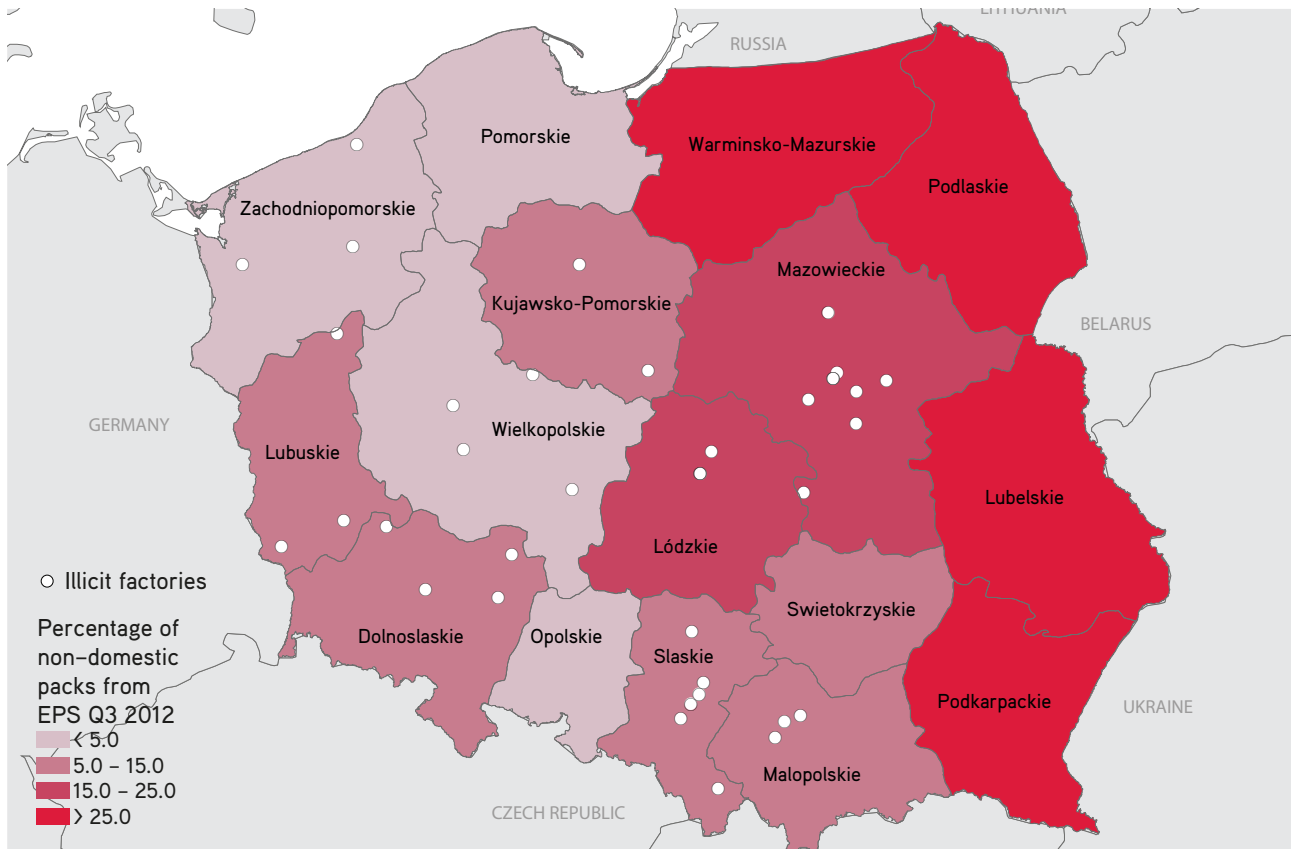 LITHUANIA
RUSSIA
Pomorskie
Warminsko-Mazurskie
Podlaskie
Zachodniopomorskie
Mazowieckie
Kujawsko-Pomorskie
BELARUS
GERMANY
Wielkopolskie
Lubuskie
Lubelskie
Lódzkie
Illicit factories
Swietokrzyskie
Dolnoslaskie
Opolskie
Slaskie
Percentage of
non-domestic
packs from
EPS Q3 2012
< 5.0
5.0 - 15.0
15.0 - 25.0
> 25.0
Podkarpackie
UKRAINE
Malopolskie
CZECH REPUBLIC